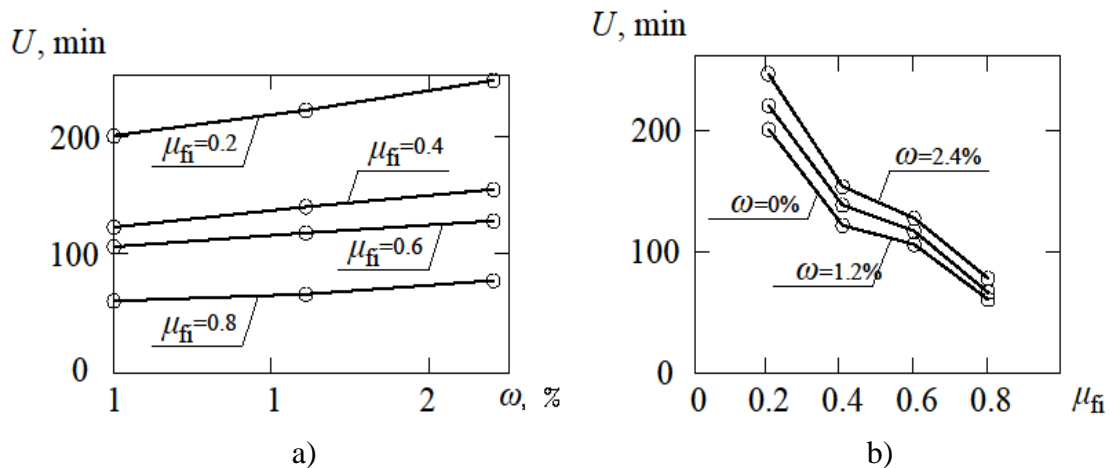 U, min
200
100
0
μfi=0.2
μfi=0.4
μfi=0.6
μfi=0.8
1
1
2
ω, %
a)
U, min
200
100
0
ω=2.4%
ω=0%
ω=1.2%
0
0.2
0.4
0.6
0.8
μfi
b)